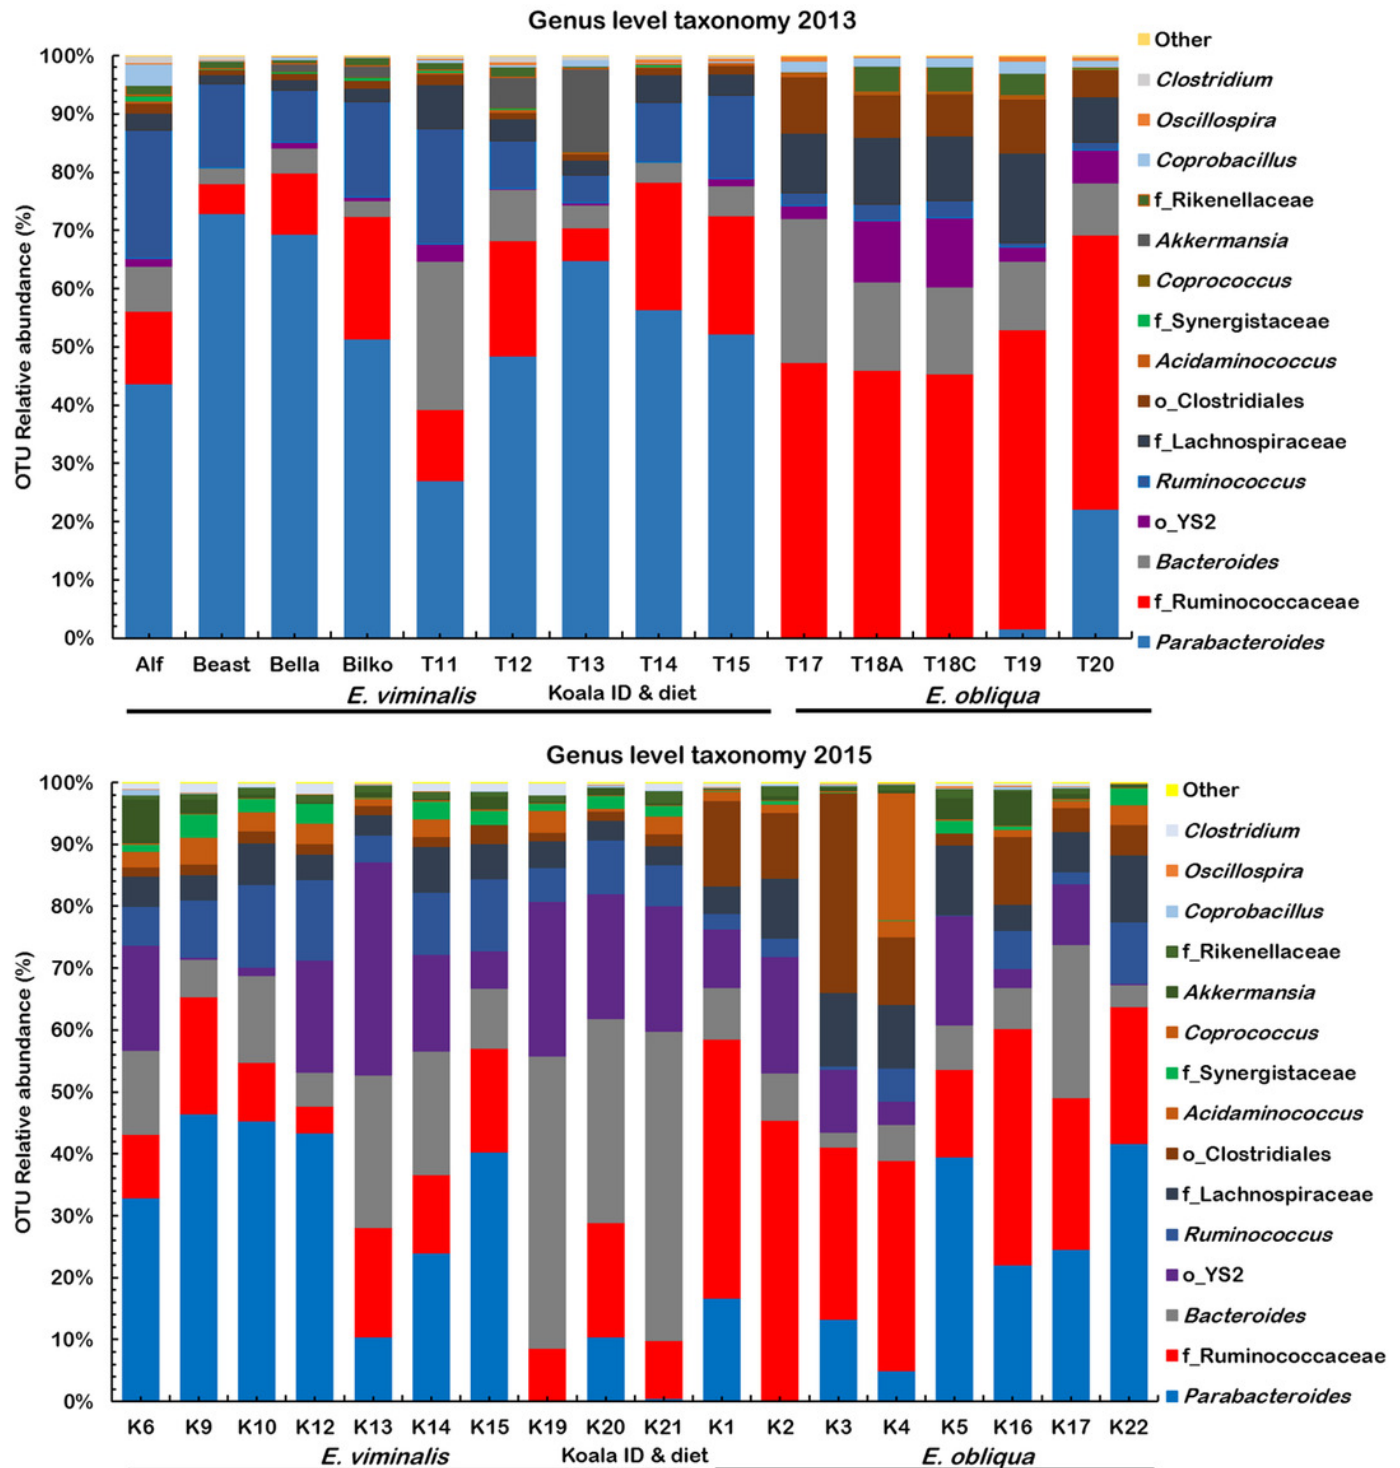 Genus level taxonomy 2013
OTU Relative abundance (%)
100%
90%
80%
70%
60%
50%
40%
30%
20%
10%
0%
Alf Beast Bella Bilko T11 T12 T13 T14 T15 T17 T18A T18C T19 T20
E. viminalis Koala ID & diet E. obliqua
Other
Clostridium
Oscillospira
Coprobacillus
f_Rikenellaceae
Akkermansia
Coprococcus
f_Synergistaceae
Acidaminococcus
o_Clostridiales
f_Lachnospiraceae
Ruminococcus
o_YS2
Bacteroides
f_Ruminococcaceae
Parabacteroides
Genus level taxonomy 2015
OTU Relative abundance (%)
100%
90%
80%
70%
60%
50%
40%
30%
20%
10%
0%
K6 K9 K10 K12 K13 K14 K15 K19 K20 K21 K1 K2 K3 K4 K5 K16 K17 K22
E. viminalis Koala ID & diet E. obliqua
Other
Clostridium
Oscillospira
Coprobacillus
f_Rikenellaceae
Akkermansia
Coprococcus
f_Synergistaceae
Acidaminococcus
o_Clostridiales
f_Lachnospiraceae
Ruminococcus
o_YS2
Bacteroides
f_Ruminococcaceae
Parabacteroides